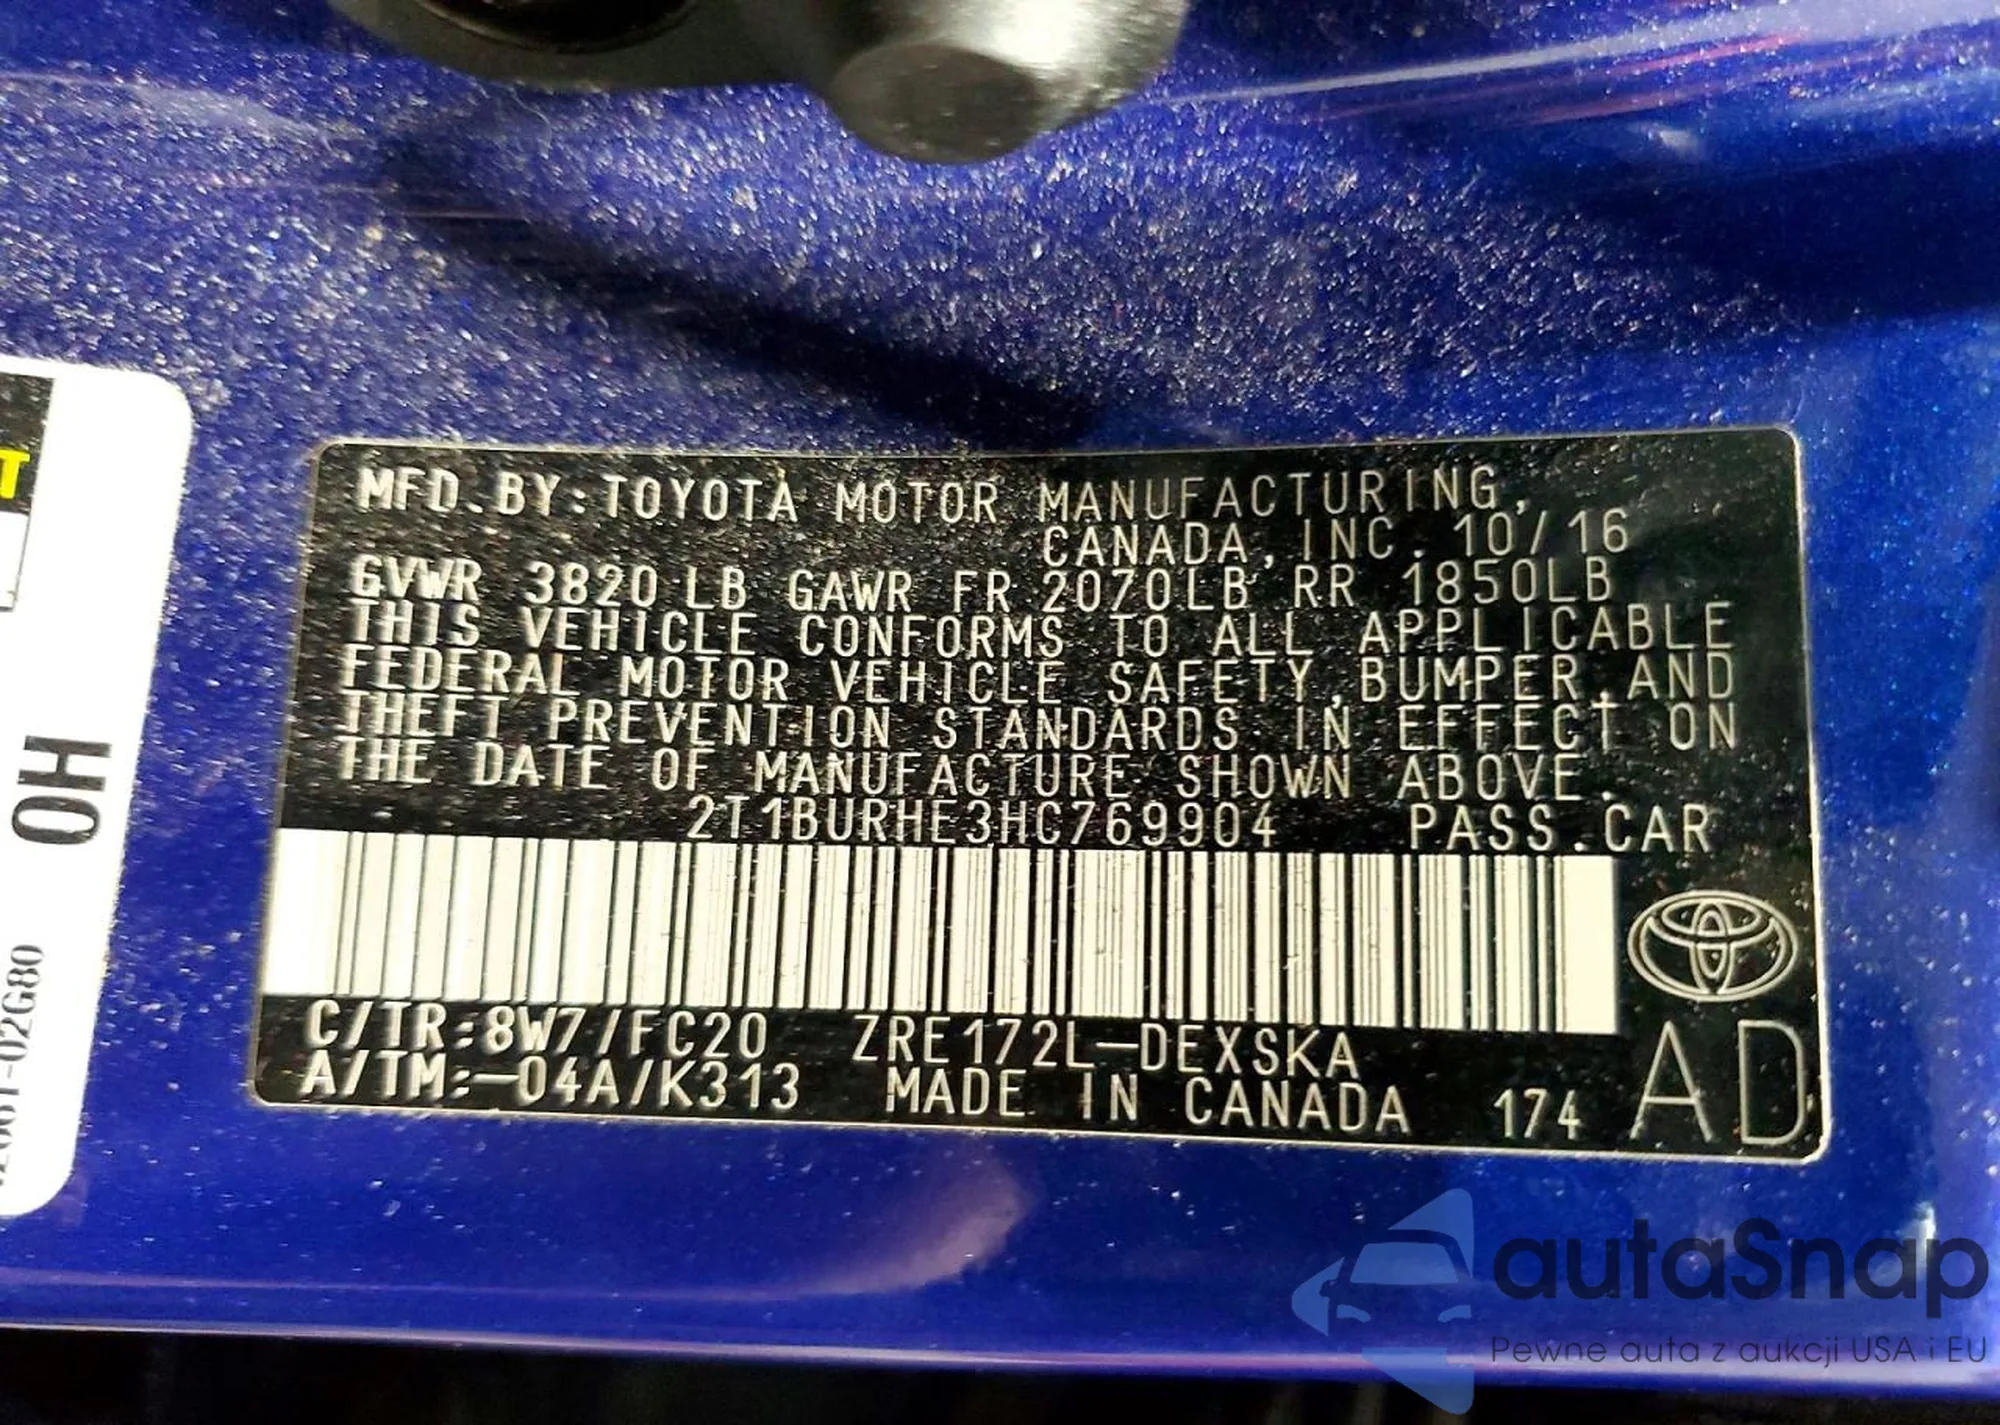 MFD.BY:TOYOTA MOTOR MANUFACTURING,
CANADA, INC. 10/16
GVWR 3820 LB GAWR FR 2070LB RR 1850LB
THIS VEHICLE CONFORMS TO ALL APPLICABLE
FEDERAL MOTOR VEHICLE SAFETY,BUMPER,AND
THEFT PREVENTION STANDARDS IN EFFECT ON
THE DATE OF MANUFACTURE SHOWN ABOVE.
2T1BURHE3HC769904 PASS.CAR
C/TR:8W7/FC20 ZRE172L-DEXSKA
A/TM:-04A/K313 MADE IN CANADA 174 AD
T
0H
autaSnap
Pewne auta z aukcji USA i EU